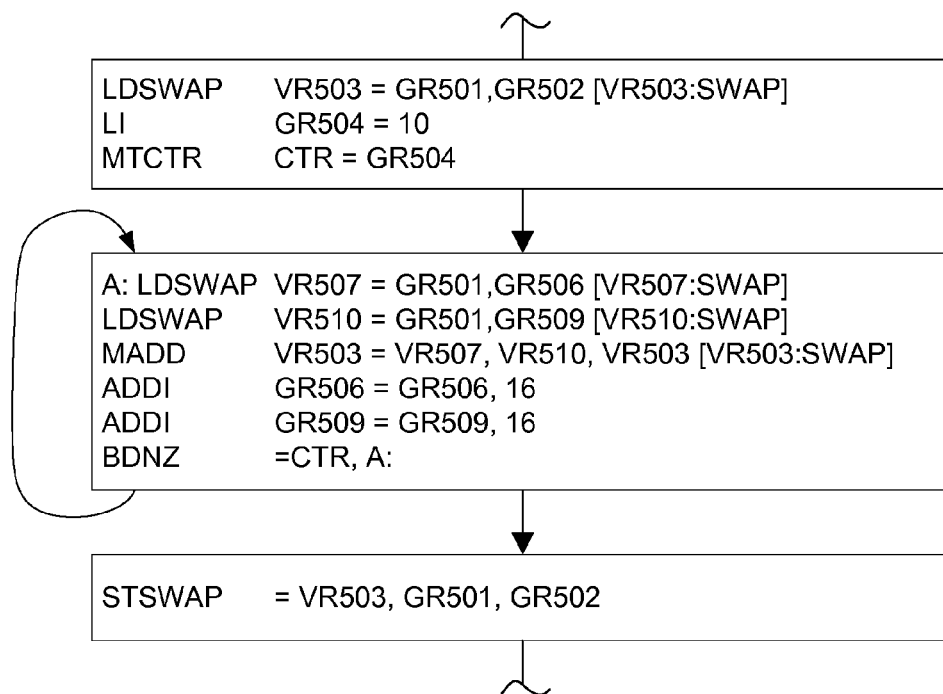 LDSWAP VR503 = GR501,GR502 [VR503:SWAP]
LI GR504 = 10
MTCTR CTR = GR504
A: LDSWAP VR507 = GR501,GR506 [VR507:SWAP]
LDSWAP VR510 = GR501,GR509 [VR510:SWAP]
MADD VR503 = VR507, VR510, VR503 [VR503:SWAP]
ADDI GR506 = GR506, 16
ADDI GR509 = GR509, 16
BDNZ =CTR, A:
STSWAP = VR503, GR501, GR502